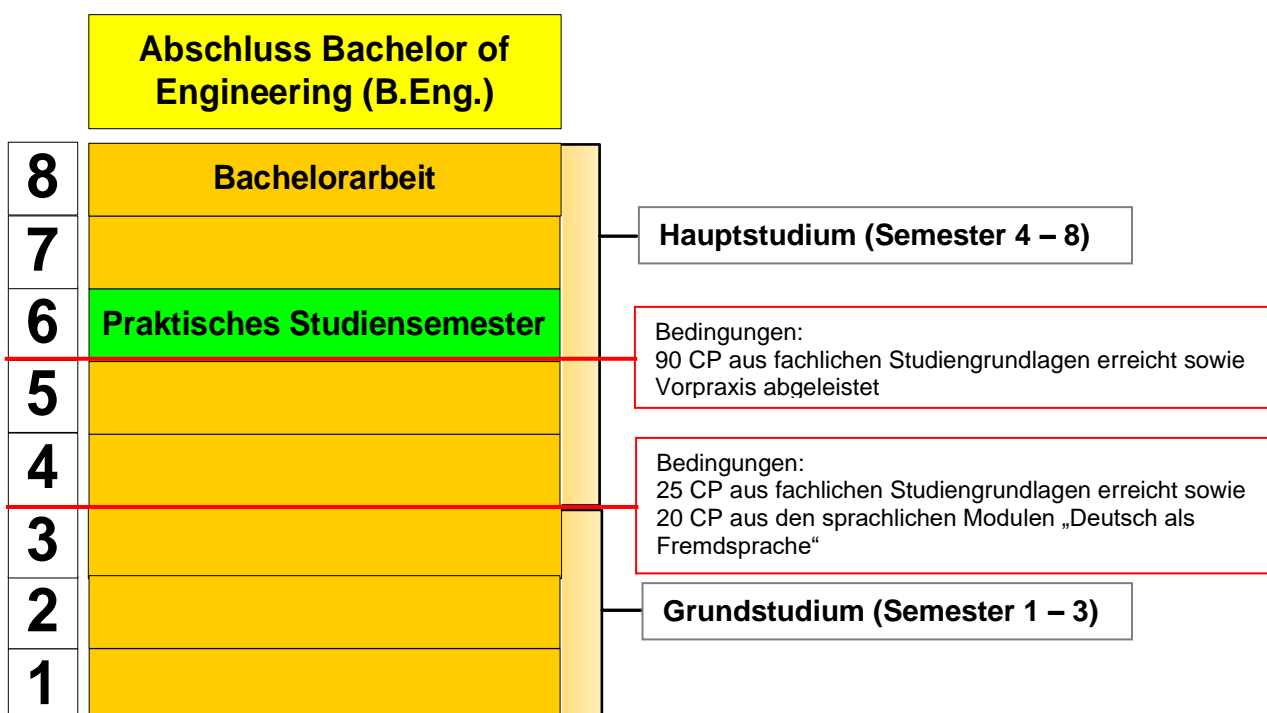 Abschluss Bachelor of
Engineering (B.Eng.)
8
Bachelorarbeit
7
Hauptstudium (Semester 4 – 8)
6
Praktisches Studiensemester
Bedingungen:
90 CP aus fachlichen Studiengrundlagen erreicht sowie
Vorpraxis abgeleistet
5
4
Bedingungen:
25 CP aus fachlichen Studiengrundlagen erreicht sowie
20 CP aus den sprachlichen Modulen „Deutsch als
Fremdsprache“
3
2
Grundstudium (Semester 1 – 3)
1